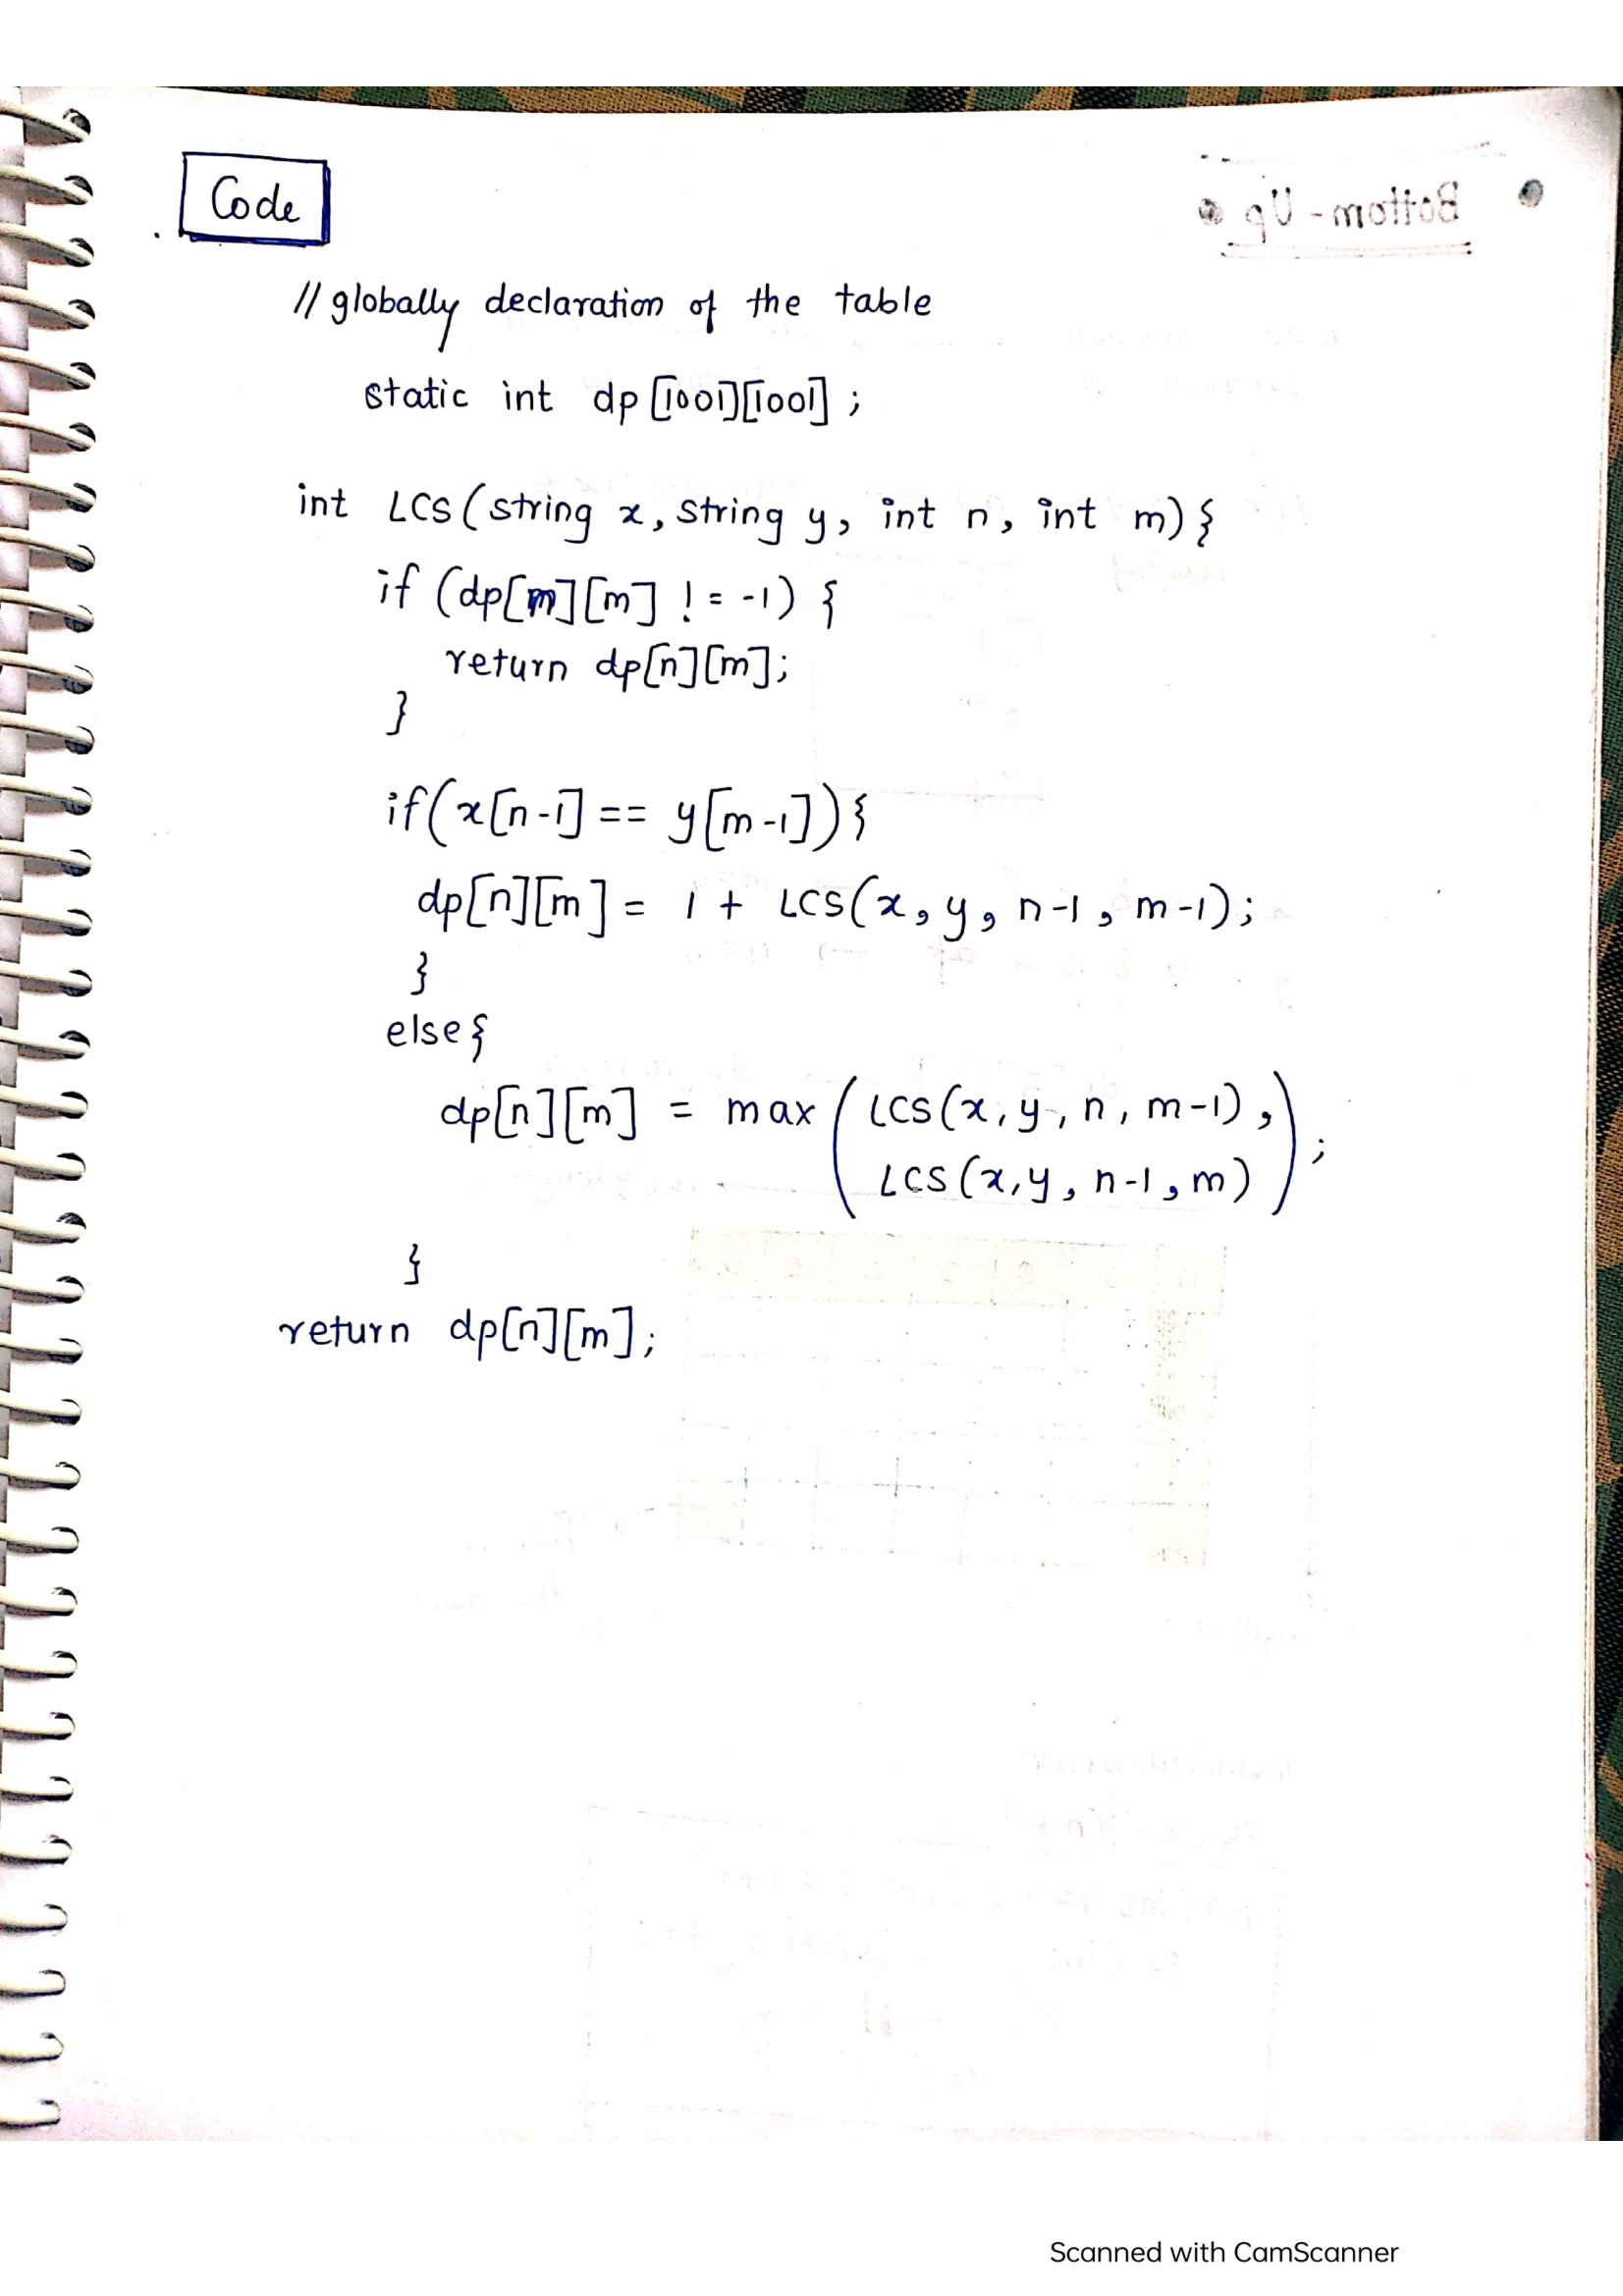 Code
Bottom-Up
// globally declaration of the table
static int dp[1001][1001];
int LCS(string x, string y, int n, int m){
if (dp[m][m] != -1) {
return dp[n][m];
}
if(x[n-1] == y[m-1]){
dp[n][m] = 1 + LCS(x, y, n-1, m-1);
}
else{
dp[n][m] = max(LCS(x, y, n, m-1),
LCS(x, y, n-1, m));
}
return dp[n][m];
Scanned with CamScanner